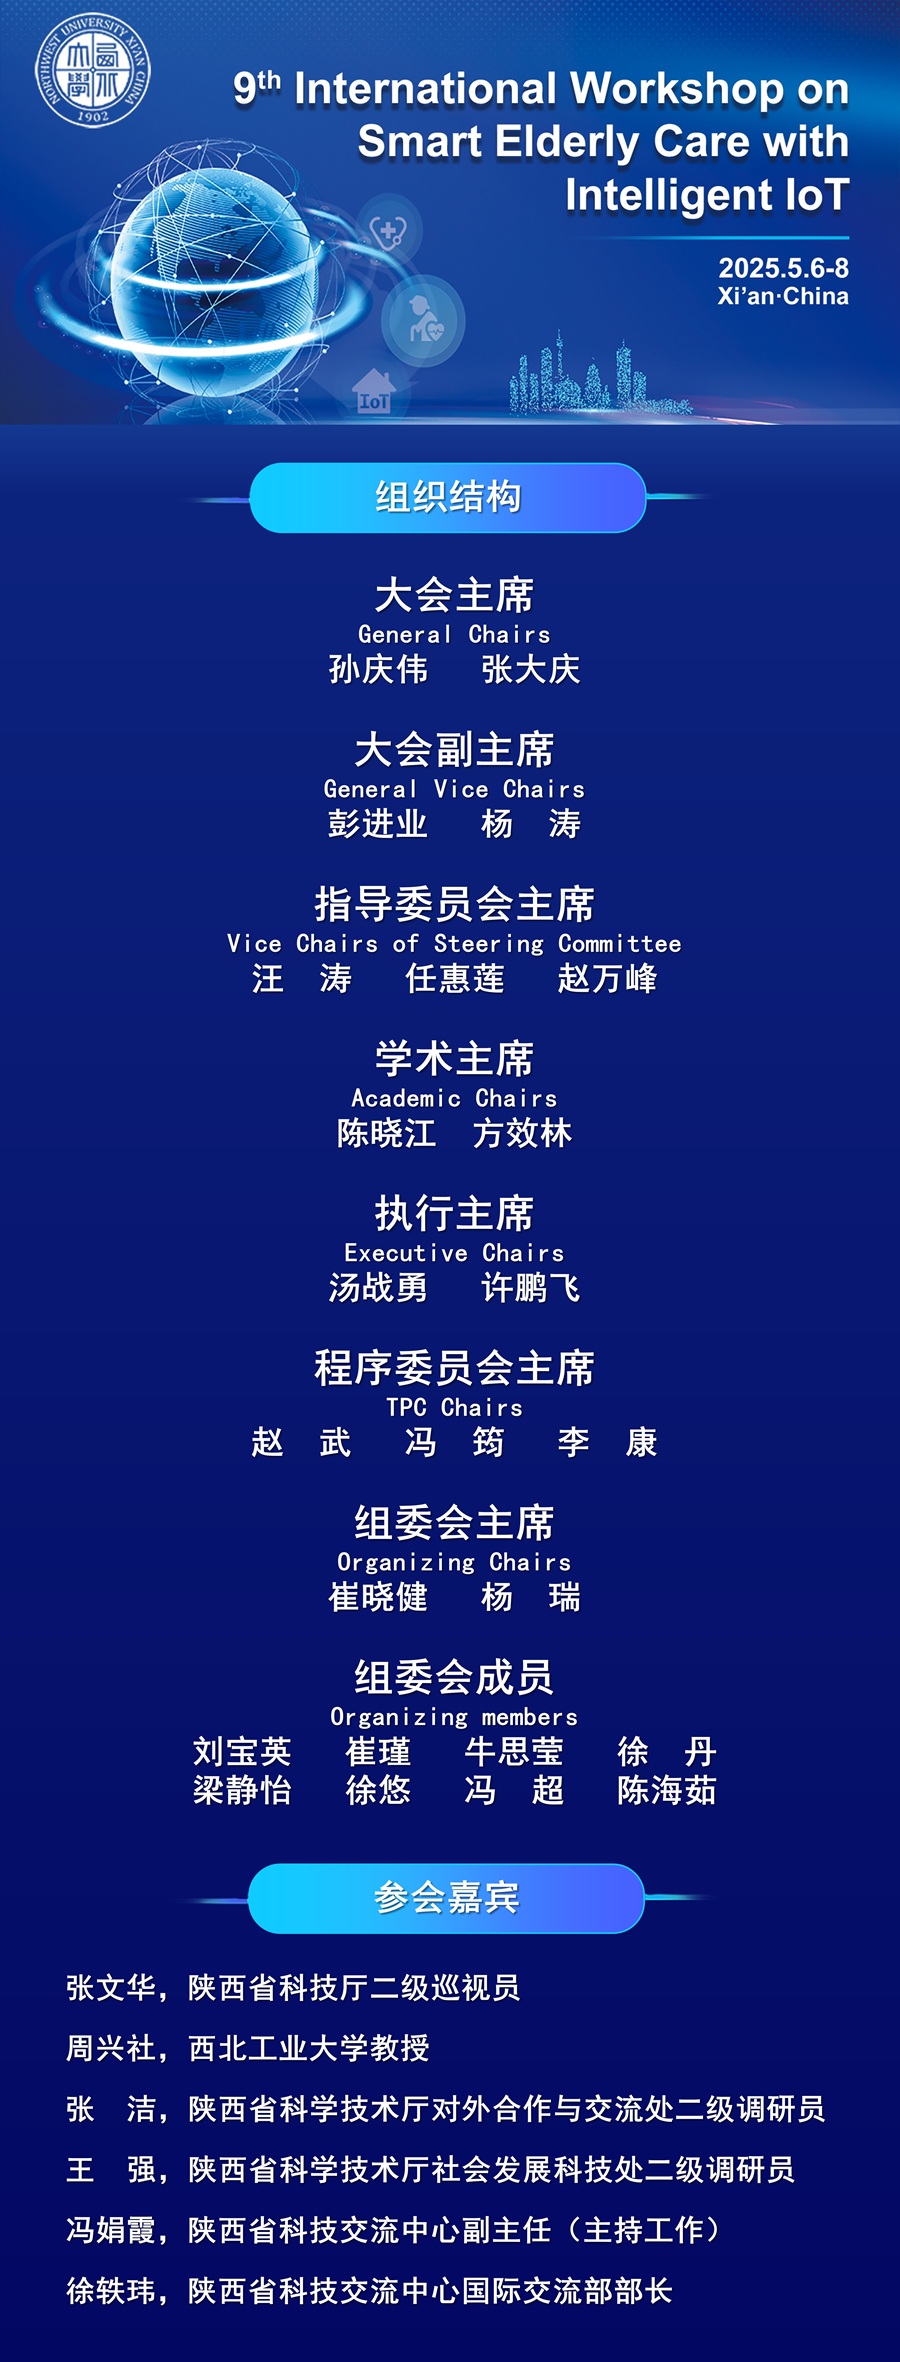 NORTHWEST UNIVERSITY XI'AN CHINA
1902
9th International Workshop on
Smart Elderly Care with
Intelligent IoT
2025.5.6-8
Xi'an·China
IoT
组织结构
大会主席
General Chairs
孙庆伟 张大庆
大会副主席
General Vice Chairs
彭进业 杨 涛
指导委员会主席
Vice Chairs of Steering Committee
汪 涛 任惠莲 赵万峰
学术主席
Academic Chairs
陈晓江 方效林
执行主席
Executive Chairs
汤战勇 许鹏飞
程序委员会主席
TPC Chairs
赵 武 冯 筠 李 康
组委会主席
Organizing Chairs
崔晓健 杨 瑞
组委会成员
Organizing members
刘宝英 崔瑾 牛思莹 徐 丹
梁静怡 徐悠 冯 超 陈海茹
参会嘉宾
张文华，陕西省科技厅二级巡视员
周兴社，西北工业大学教授
张 洁，陕西省科学技术厅对外合作与交流处二级调研员
王 强，陕西省科学技术厅社会发展科技处二级调研员
冯娟霞，陕西省科技交流中心副主任（主持工作）
徐轶玮，陕西省科技交流中心国际交流部部长